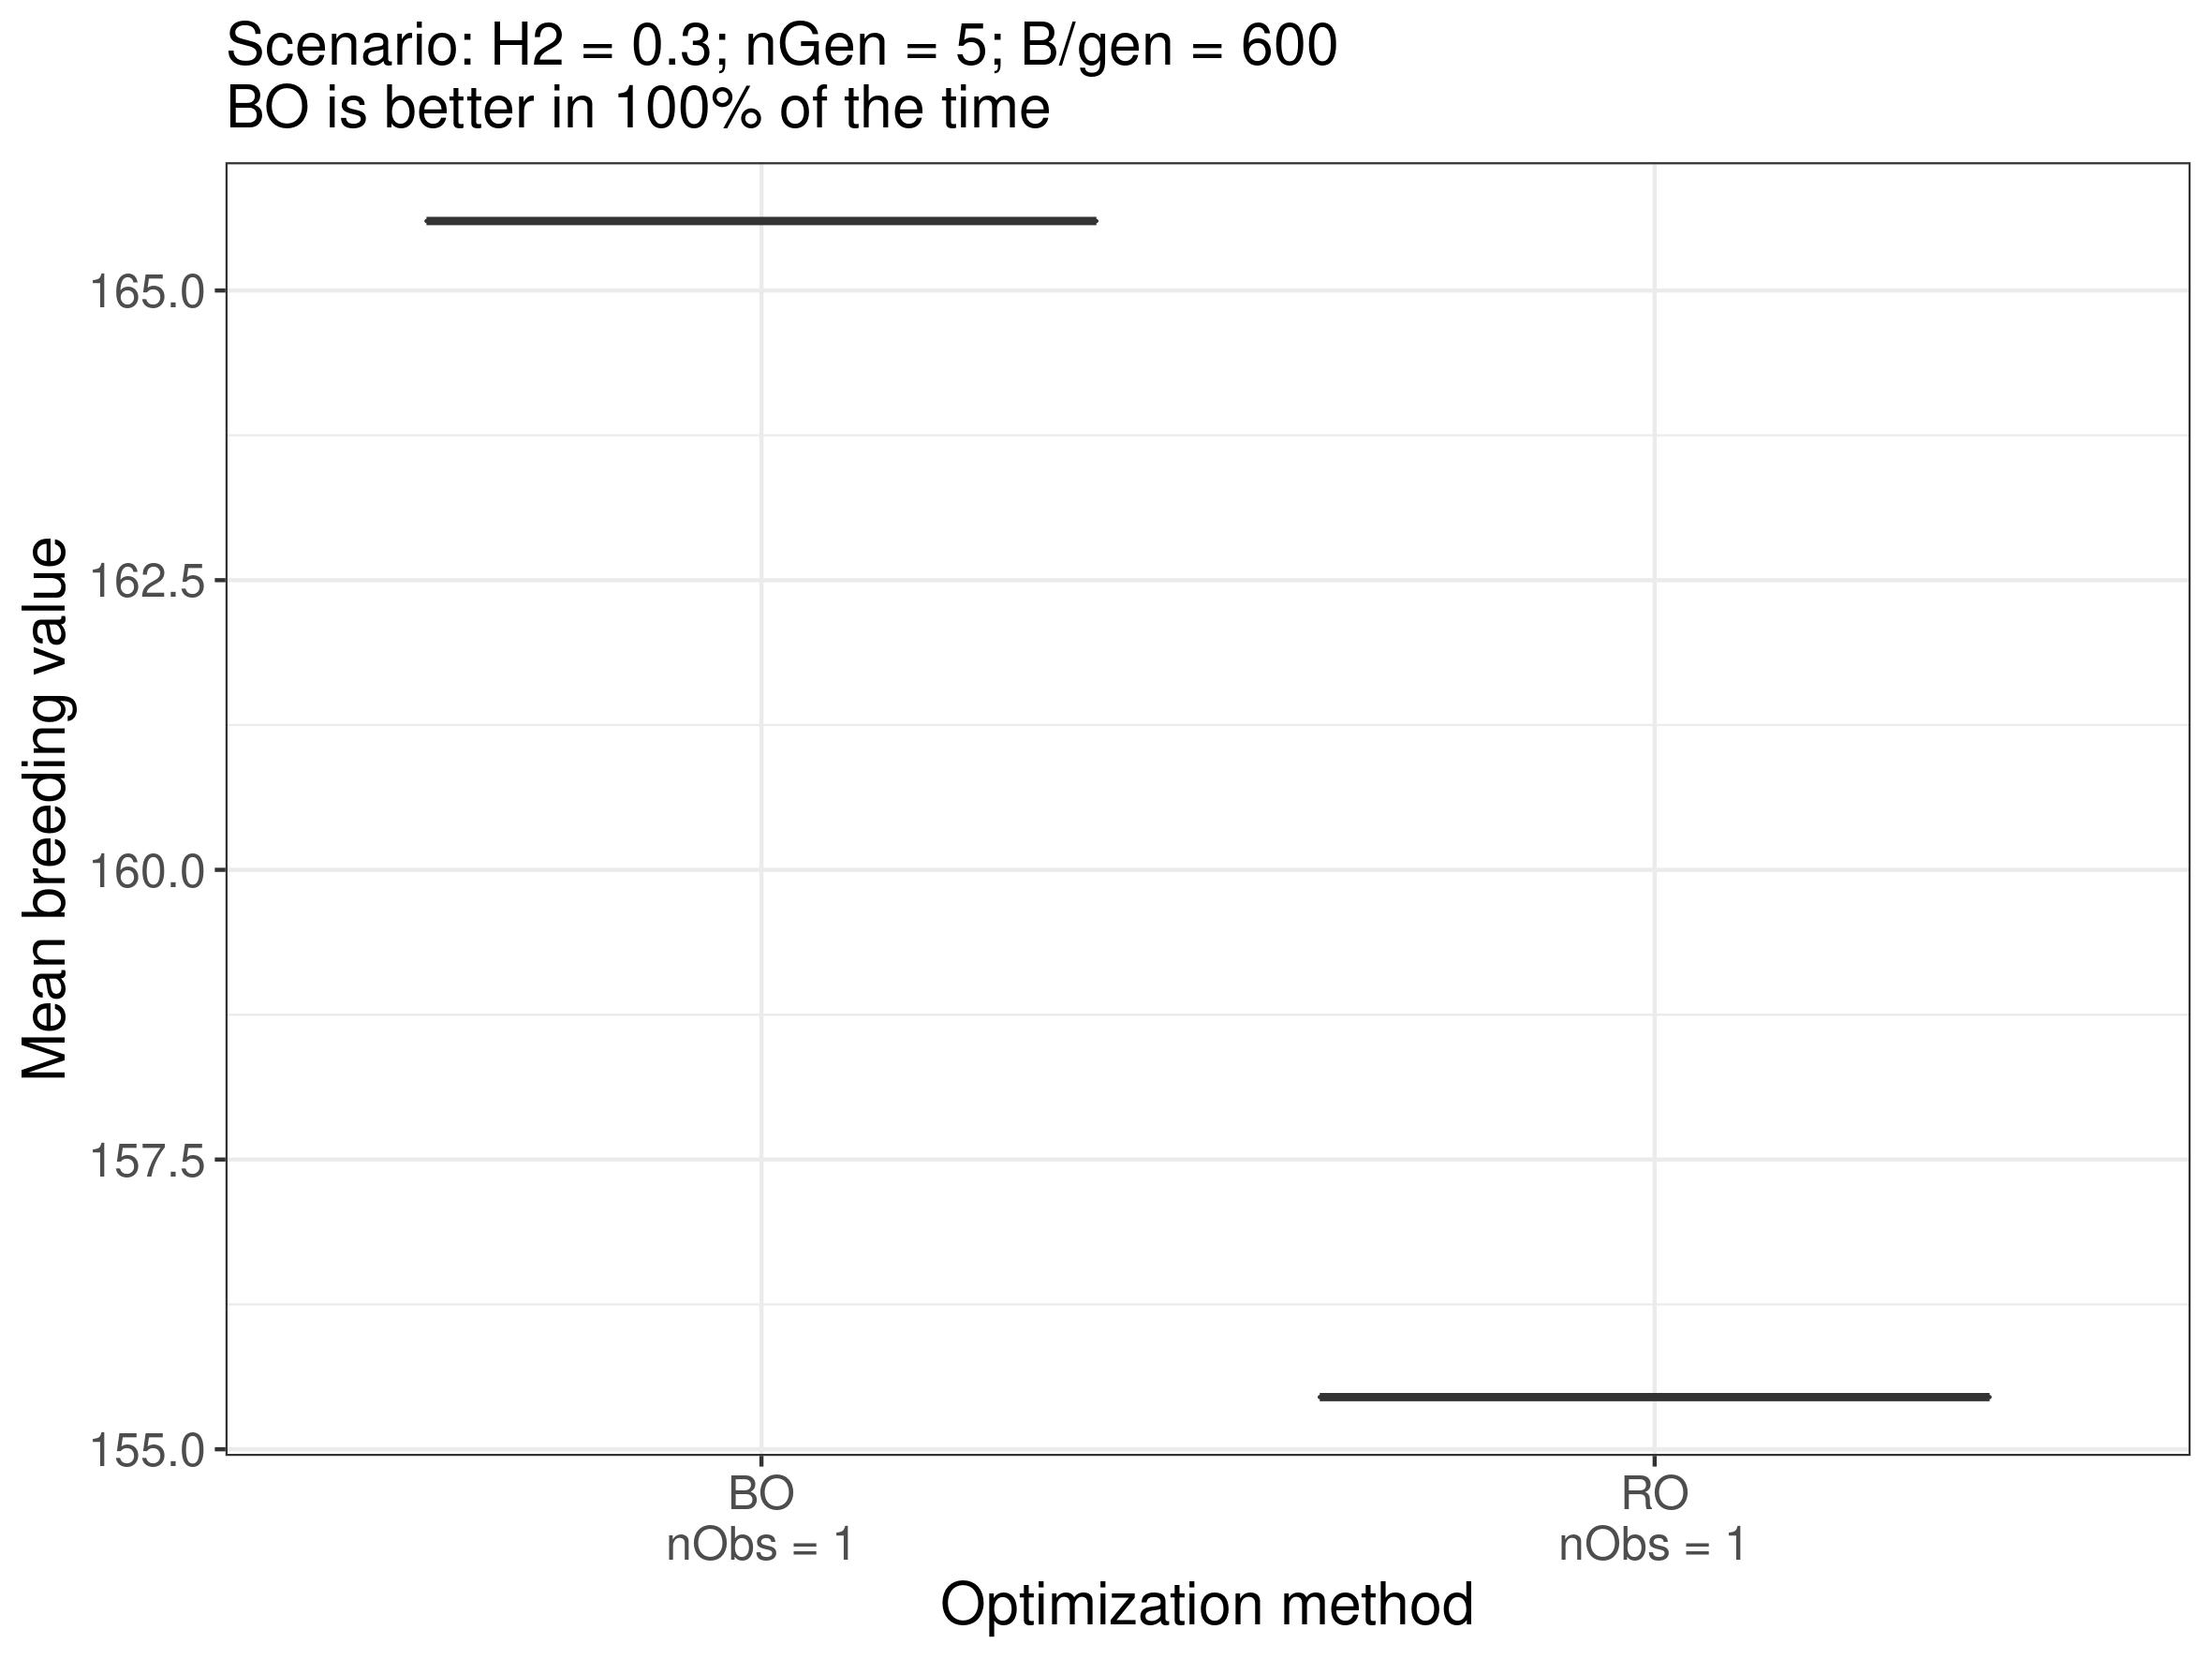 Scenario: H2 = 0.3; nGen = 5; B/gen = 600
BO is better in 100% of the time
Mean breeding value
165.0
162.5
160.0
157.5
155.0
BO
nObs = 1
RO
nObs = 1
Optimization method